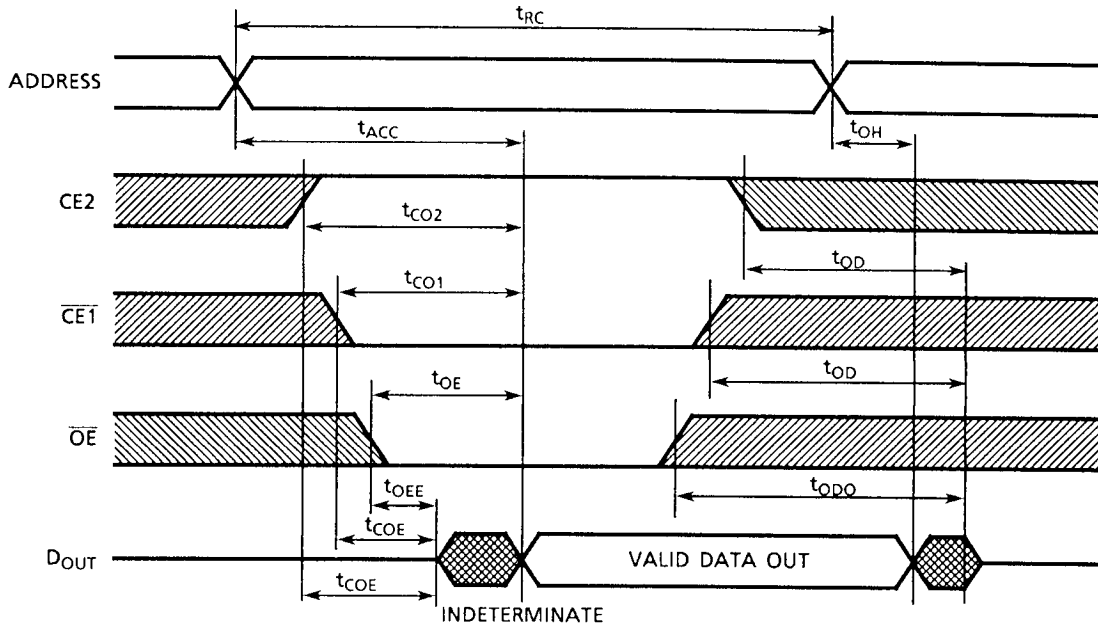 tRC
ADDRESS
tACC
tOH
CE2
tCO2
tOD
CE1
tCO1
tOD
tOE
OE
tOEE
tODO
tCOE
DOUT
VALID DATA OUT
tCOE
INDETERMINATE